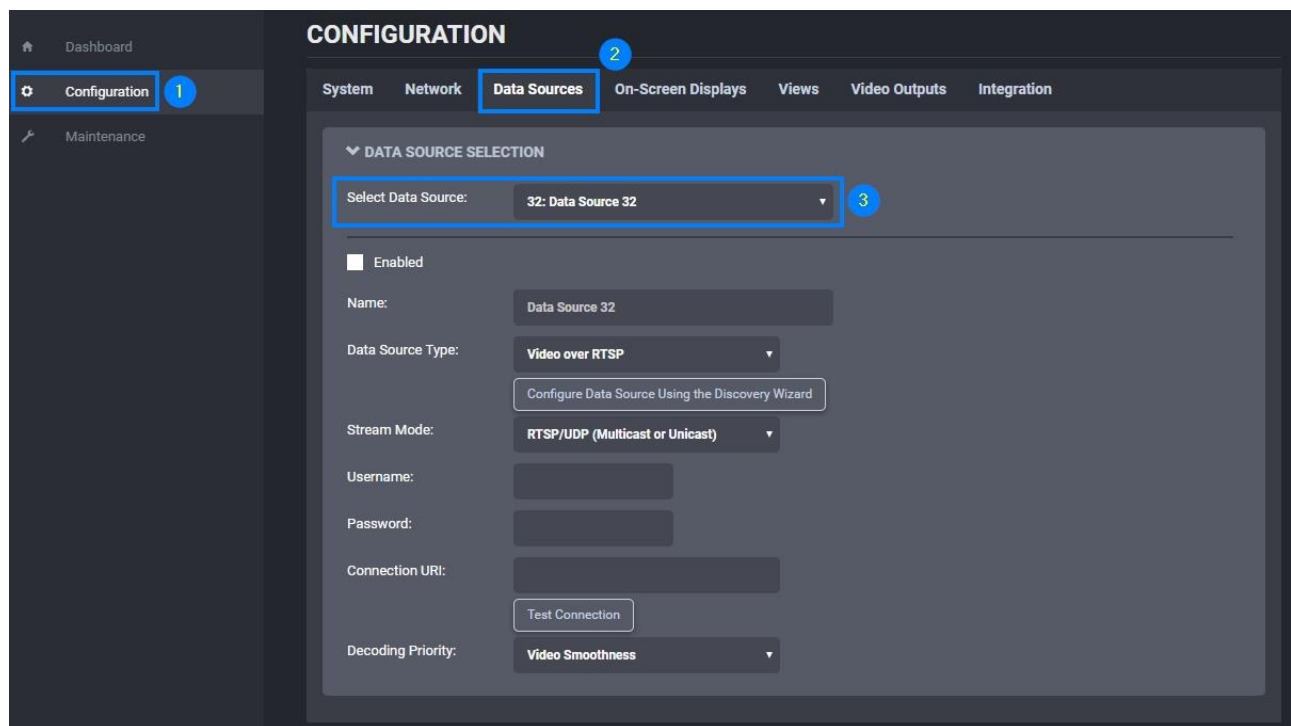 CONFIGURATION
2
Dashboard
Configuration
1
Maintenance
System Network Data Sources On-Screen Displays Views Video Outputs Integration
DATA SOURCE SELECTION
Select Data Source: 32: Data Source 32
3
Enabled
Name: Data Source 32
Data Source Type: Video over RTSP
Configure Data Source Using the Discovery Wizard
Stream Mode: RTSP/UDP (Multicast or Unicast)
Username:
Password:
Connection URI:
Test Connection
Decoding Priority: Video Smoothness